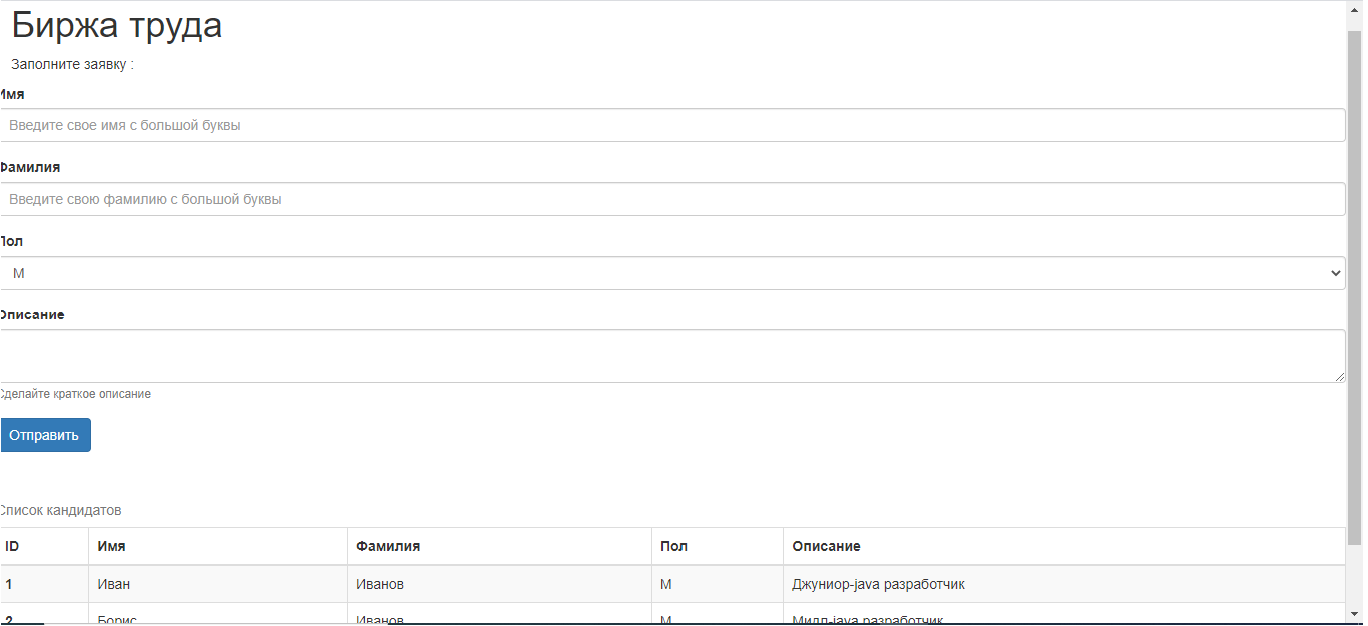 Биржа труда
Заполните заявку :
Имя
Введите свое имя с большой буквы
Фамилия
Введите свою фамилию с большой буквы
Пол
М
Описание
Сделайте краткое описание
Отправить
Список кандидатов
ID Имя Фамилия Пол Описание
1 Иван Иванов М Джуниор-java разработчик
2 Борис Иванов М Мидл-java разработчик